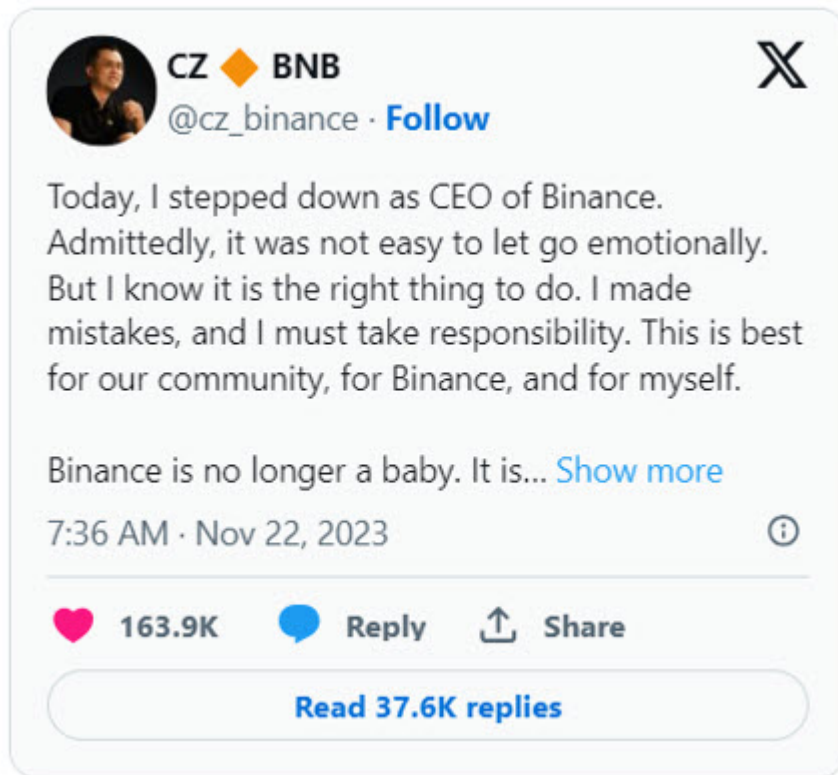 CZ 🔶 BNB
@cz_binance · Follow
Today, I stepped down as CEO of Binance.
Admittedly, it was not easy to let go emotionally.
But I know it is the right thing to do. I made
mistakes, and I must take responsibility. This is best
for our community, for Binance, and for myself.
Binance is no longer a baby. It is... Show more
7:36 AM · Nov 22, 2023
163.9K Reply Share
Read 37.6K replies